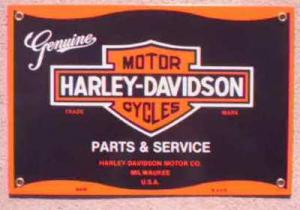 Genuine
MOTOR
HARLEY-DAVIDSON
CYCLES
TRADE MARK
PARTS & SERVICE
HARLEY DAVIDSON MOTOR CO.
MILWAUKEE
U.S.A.